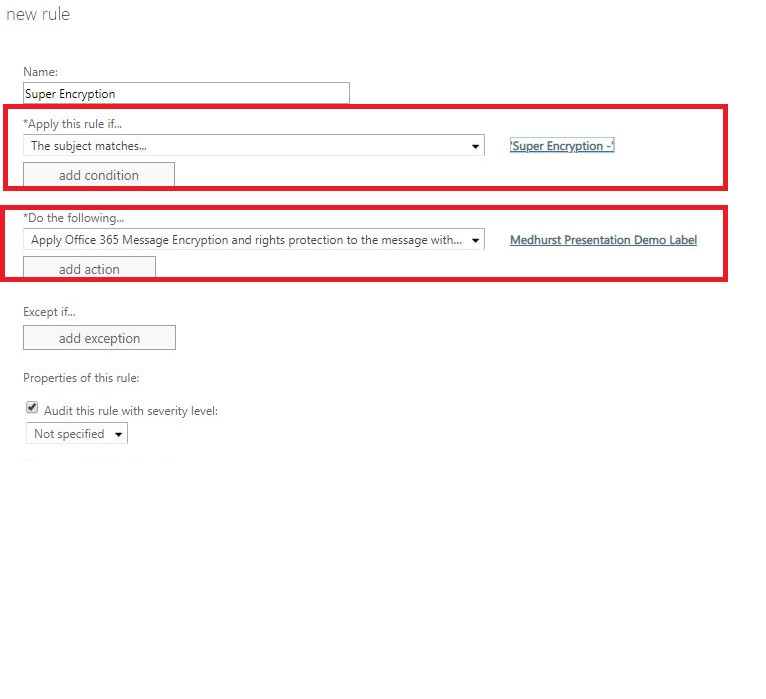 new rule
Name:
Super Encryption
*Apply this rule if...
The subject matches... 'Super Encryption -'
add condition
*Do the following...
Apply Office 365 Message Encryption and rights protection to the message with... Medhurst Presentation Demo Label
add action
Except if...
add exception
Properties of this rule:
Audit this rule with severity level:
Not specified